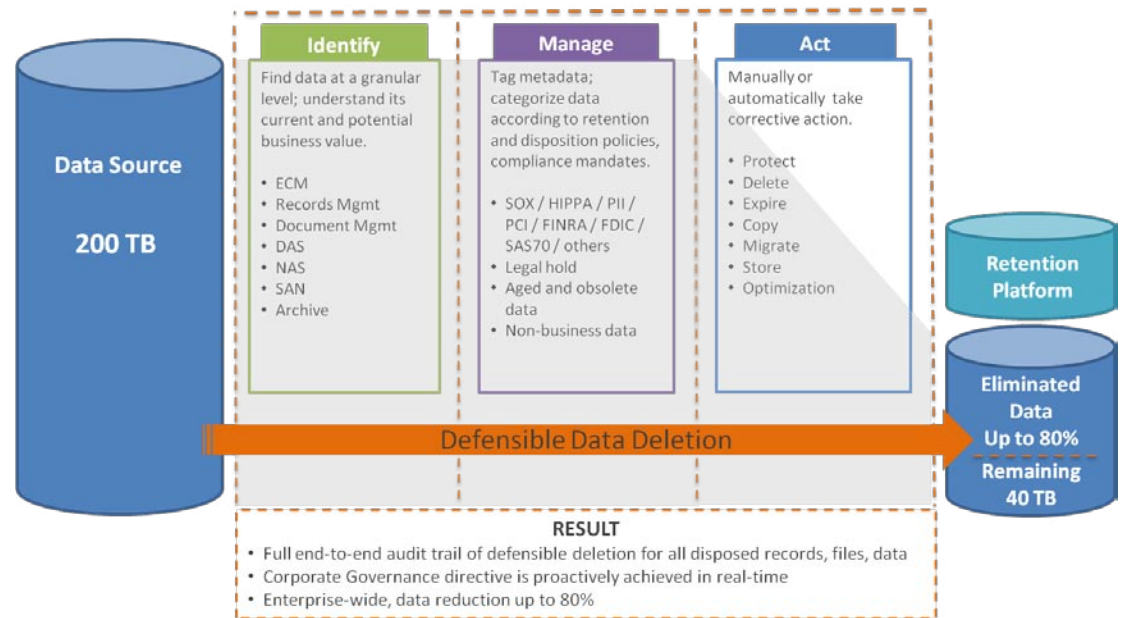 Data Source
200 TB
Identify
Find data at a granular
level; understand its
current and potential
business value.
• ECM
• Records Mgmt
• Document Mgmt
• DAS
• NAS
• SAN
• Archive
Manage
Tag metadata;
categorize data
according to retention
and disposition policies,
compliance mandates.
• SOX / HIPPA / PII /
PCI / FINRA / FDIC /
SAS70 / others
• Legal hold
• Aged and obsolete
data
• Non-business data
Act
Manually or
automatically take
corrective action.
• Protect
• Delete
• Expire
• Copy
• Migrate
• Store
• Optimization
Retention
Platform
Eliminated
Data
Up to 80%
Remaining
40 TB
Defensible Data Deletion
RESULT
• Full end-to-end audit trail of defensible deletion for all disposed records, files, data
• Corporate Governance directive is proactively achieved in real-time
• Enterprise-wide, data reduction up to 80%